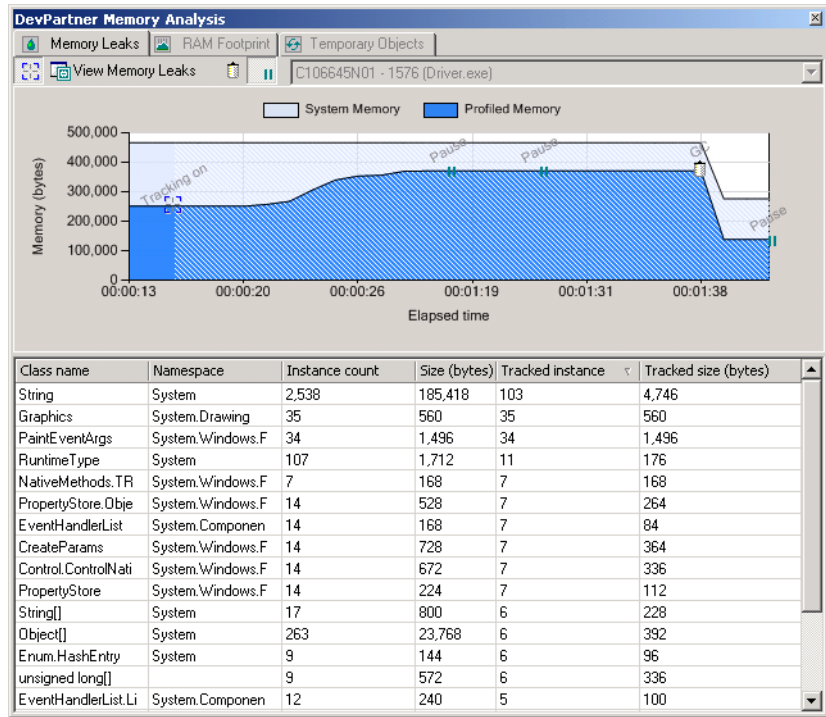 DevPartner Memory Analysis
Memory Leaks RAM Footprint Temporary Objects
View Memory Leaks C106645N01 - 1576 (Driver.exe)
System Memory Profiled Memory
500,000
400,000
300,000
200,000
100,000
0
Memory (bytes)
Tracking on
Pause
Pause
GC
Pause
00:00:13 00:00:20 00:00:26 00:01:19 00:01:31 00:01:38
Elapsed time
Class name Namespace Instance count Size (bytes) Tracked instance Tracked size (bytes)
String System 2,538 185,418 103 4,746
Graphics System.Drawing 35 560 35 560
PaintEventArgs System.Windows.F 34 1,496 34 1,496
RuntimeType System 107 1,712 11 176
NativeMethods.TR System.Windows.F 7 168 7 168
PropertyStore.Obje System.Windows.F 14 528 7 264
EventHandlerList System.Componen 14 168 7 84
CreateParams System.Windows.F 14 728 7 364
Control.ControlNati System.Windows.F 14 672 7 336
PropertyStore System.Windows.F 14 224 7 112
String[] System 17 800 6 228
Object[] System 263 23,768 6 392
Enum.HashEntry System 9 144 6 96
unsigned long[] 9 572 6 336
EventHandlerList.Li System.Componen 12 240 5 100